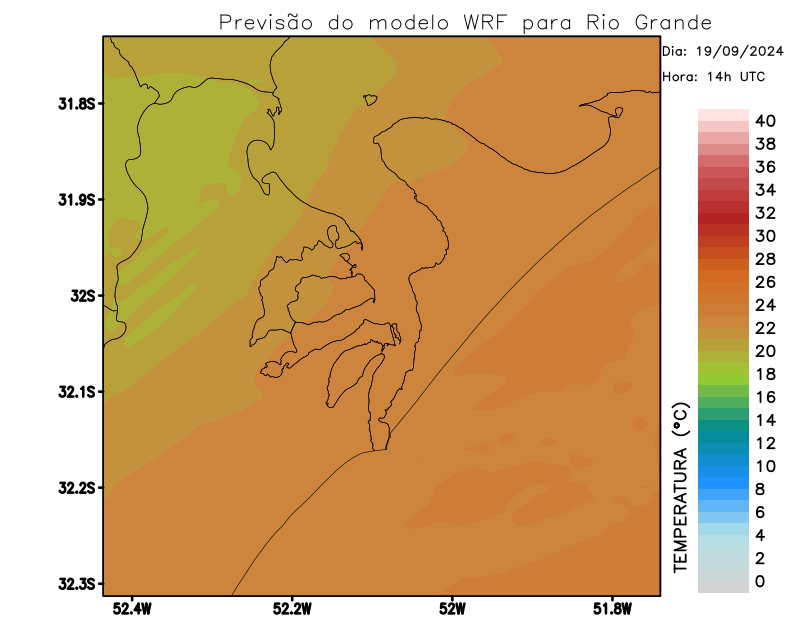 Previsão do modelo WRF para Rio Grande
Dia: 19/09/2024
Hora: 14h UTC
31.8S
31.9S
32S
32.1S
32.2S
32.3S
52.4W
52.2W
52W
51.8W
TEMPERATURA (°C)
40
38
36
34
32
30
28
26
24
22
20
18
16
14
12
10
8
6
4
2
0